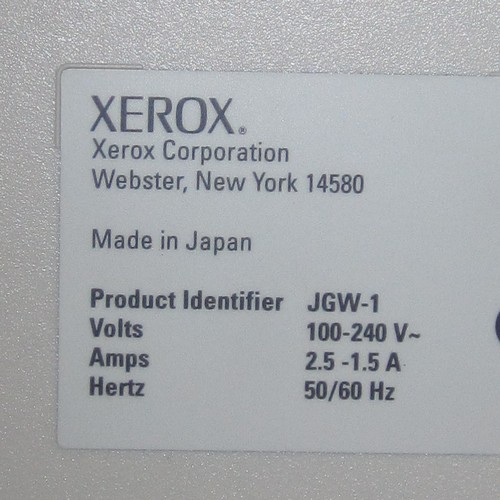 XEROX®
Xerox Corporation
Webster, New York 14580
Made in Japan
Product Identifier JGW-1
Volts 100-240 V~
Amps 2.5 -1.5 A
Hertz 50/60 Hz